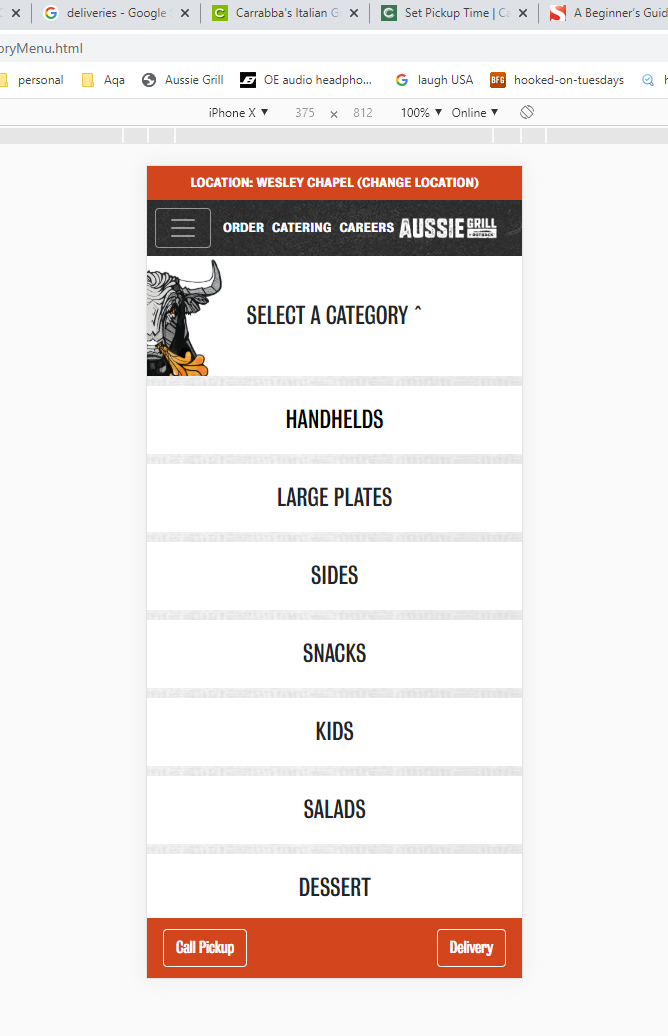 deliveries - Google
Carrabba's Italian G
Set Pickup Time | Ca
A Beginner's Guid
oryMenu.html
personal
Aqa
Aussie Grill
OE audio headpho...
laugh USA
BFG
hooked-on-tuesdays
iPhone X ▼ 375 x 812 100% ▼ Online ▼
LOCATION: WESLEY CHAPEL (CHANGE LOCATION)
ORDER CATERING CAREERS AUSSIE GRILL
OUTBACK
SELECT A CATEGORY ^
HANDHELDS
LARGE PLATES
SIDES
SNACKS
KIDS
SALADS
DESSERT
Call Pickup
Delivery